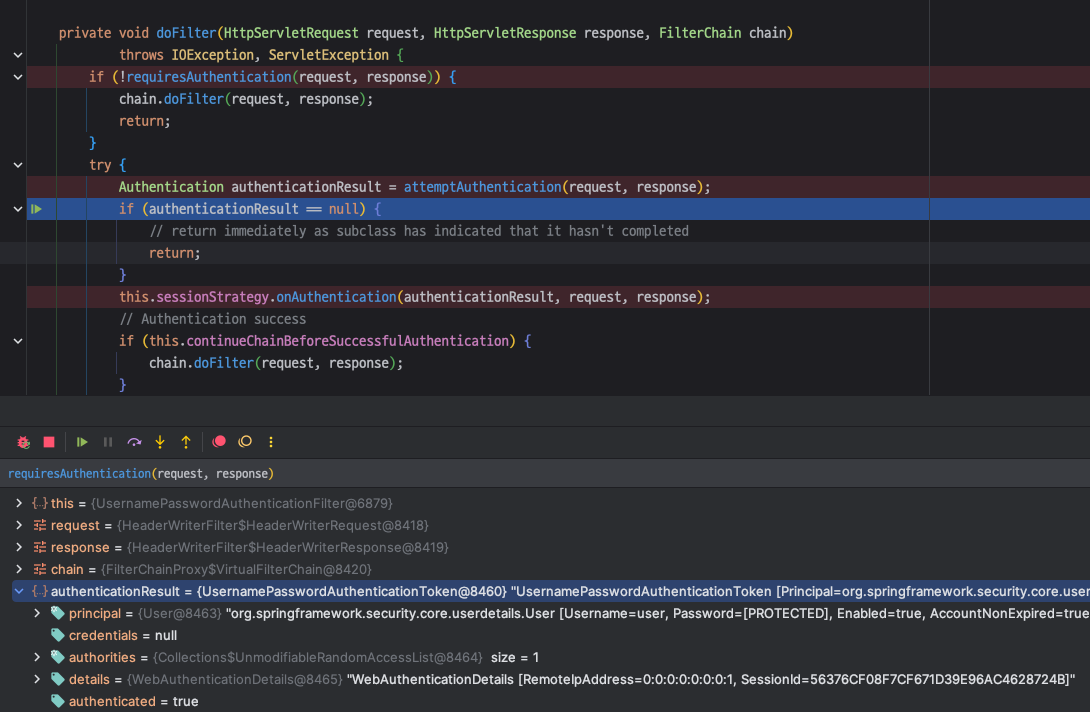 private void doFilter(HttpServletRequest request, HttpServletResponse response, FilterChain chain)
throws IOException, ServletException {
if (!requiresAuthentication(request, response)) {
chain.doFilter(request, response);
return;
}
try {
Authentication authenticationResult = attemptAuthentication(request, response);
if (authenticationResult == null) {
// return immediately as subclass has indicated that it hasn't completed
return;
}
this.sessionStrategy.onAuthentication(authenticationResult, request, response);
// Authentication success
if (this.continueChainBeforeSuccessfulAuthentication) {
chain.doFilter(request, response);
}
requiresAuthentication(request, response)
{..} this = {UsernamePasswordAuthenticationFilter@6879}
request = {HeaderWriterFilter$HeaderWriterRequest@8418}
response = {HeaderWriterFilter$HeaderWriterResponse@8419}
chain = {FilterChainProxy$VirtualFilterChain@8420}
{..} authenticationResult = {UsernamePasswordAuthenticationToken@8460} "UsernamePasswordAuthenticationToken [Principal=org.springframework.security.core.user
principal = {User@8463} "org.springframework.security.core.userdetails.User [Username=user, Password=[PROTECTED], Enabled=true, AccountNonExpired=true
credentials = null
authorities = {Collections$UnmodifiableRandomAccessList@8464} size = 1
details = {WebAuthenticationDetails@8465} "WebAuthenticationDetails [RemoteIpAddress=0:0:0:0:0:0:0:1, SessionId=56376CF08F7CF671D39E96AC4628724B]"
authenticated = true